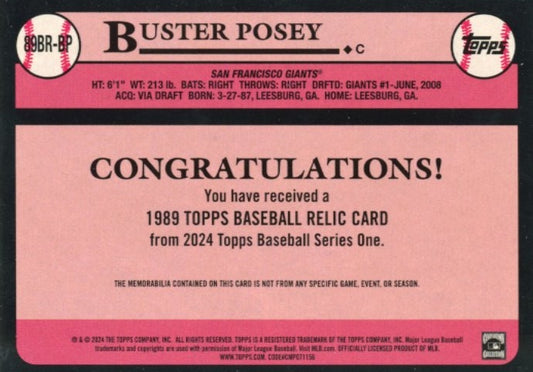 89BR-BP
BUSTER POSEY
C
TOPPS
SAN FRANCISCO GIANTS®
HT: 6'1" WT: 213 lb. BATS: RIGHT THROWS: RIGHT DRFTD: GIANTS #1-JUNE, 2008
ACQ: VIA DRAFT BORN: 3-27-87, LEESBURG, GA. HOME: LEESBURG, GA.
CONGRATULATIONS!
You have received a
1989 TOPPS BASEBALL RELIC CARD
from 2024 Topps Baseball Series One.
THE MEMORABILIA CONTAINED ON THIS CARD IS NOT FROM ANY SPECIFIC GAME, EVENT, OR SEASON.
® & © 2024 THE TOPPS COMPANY, INC. ALL RIGHTS RESERVED. TOPPS IS A REGISTERED TRADEMARK OF THE TOPPS COMPANY, INC. Major League Baseball
trademarks and copyrights are used with permission of Major League Baseball. Visit MLB.com. OFFICIALLY LICENSED PRODUCT OF MLB.
WWW.TOPPS.COM. CODE#CMP071156